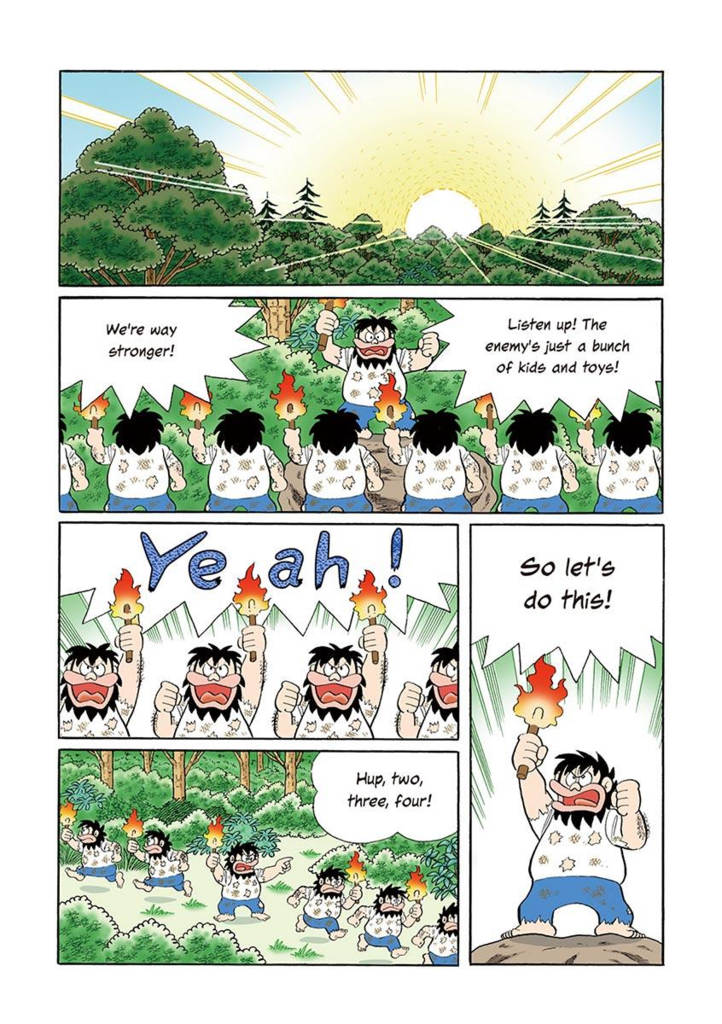 Listen up! The
enemy's just a bunch
of kids and toys!
We're way
stronger!
So let's
do this!
Yeah!
Hup, two,
three, four!